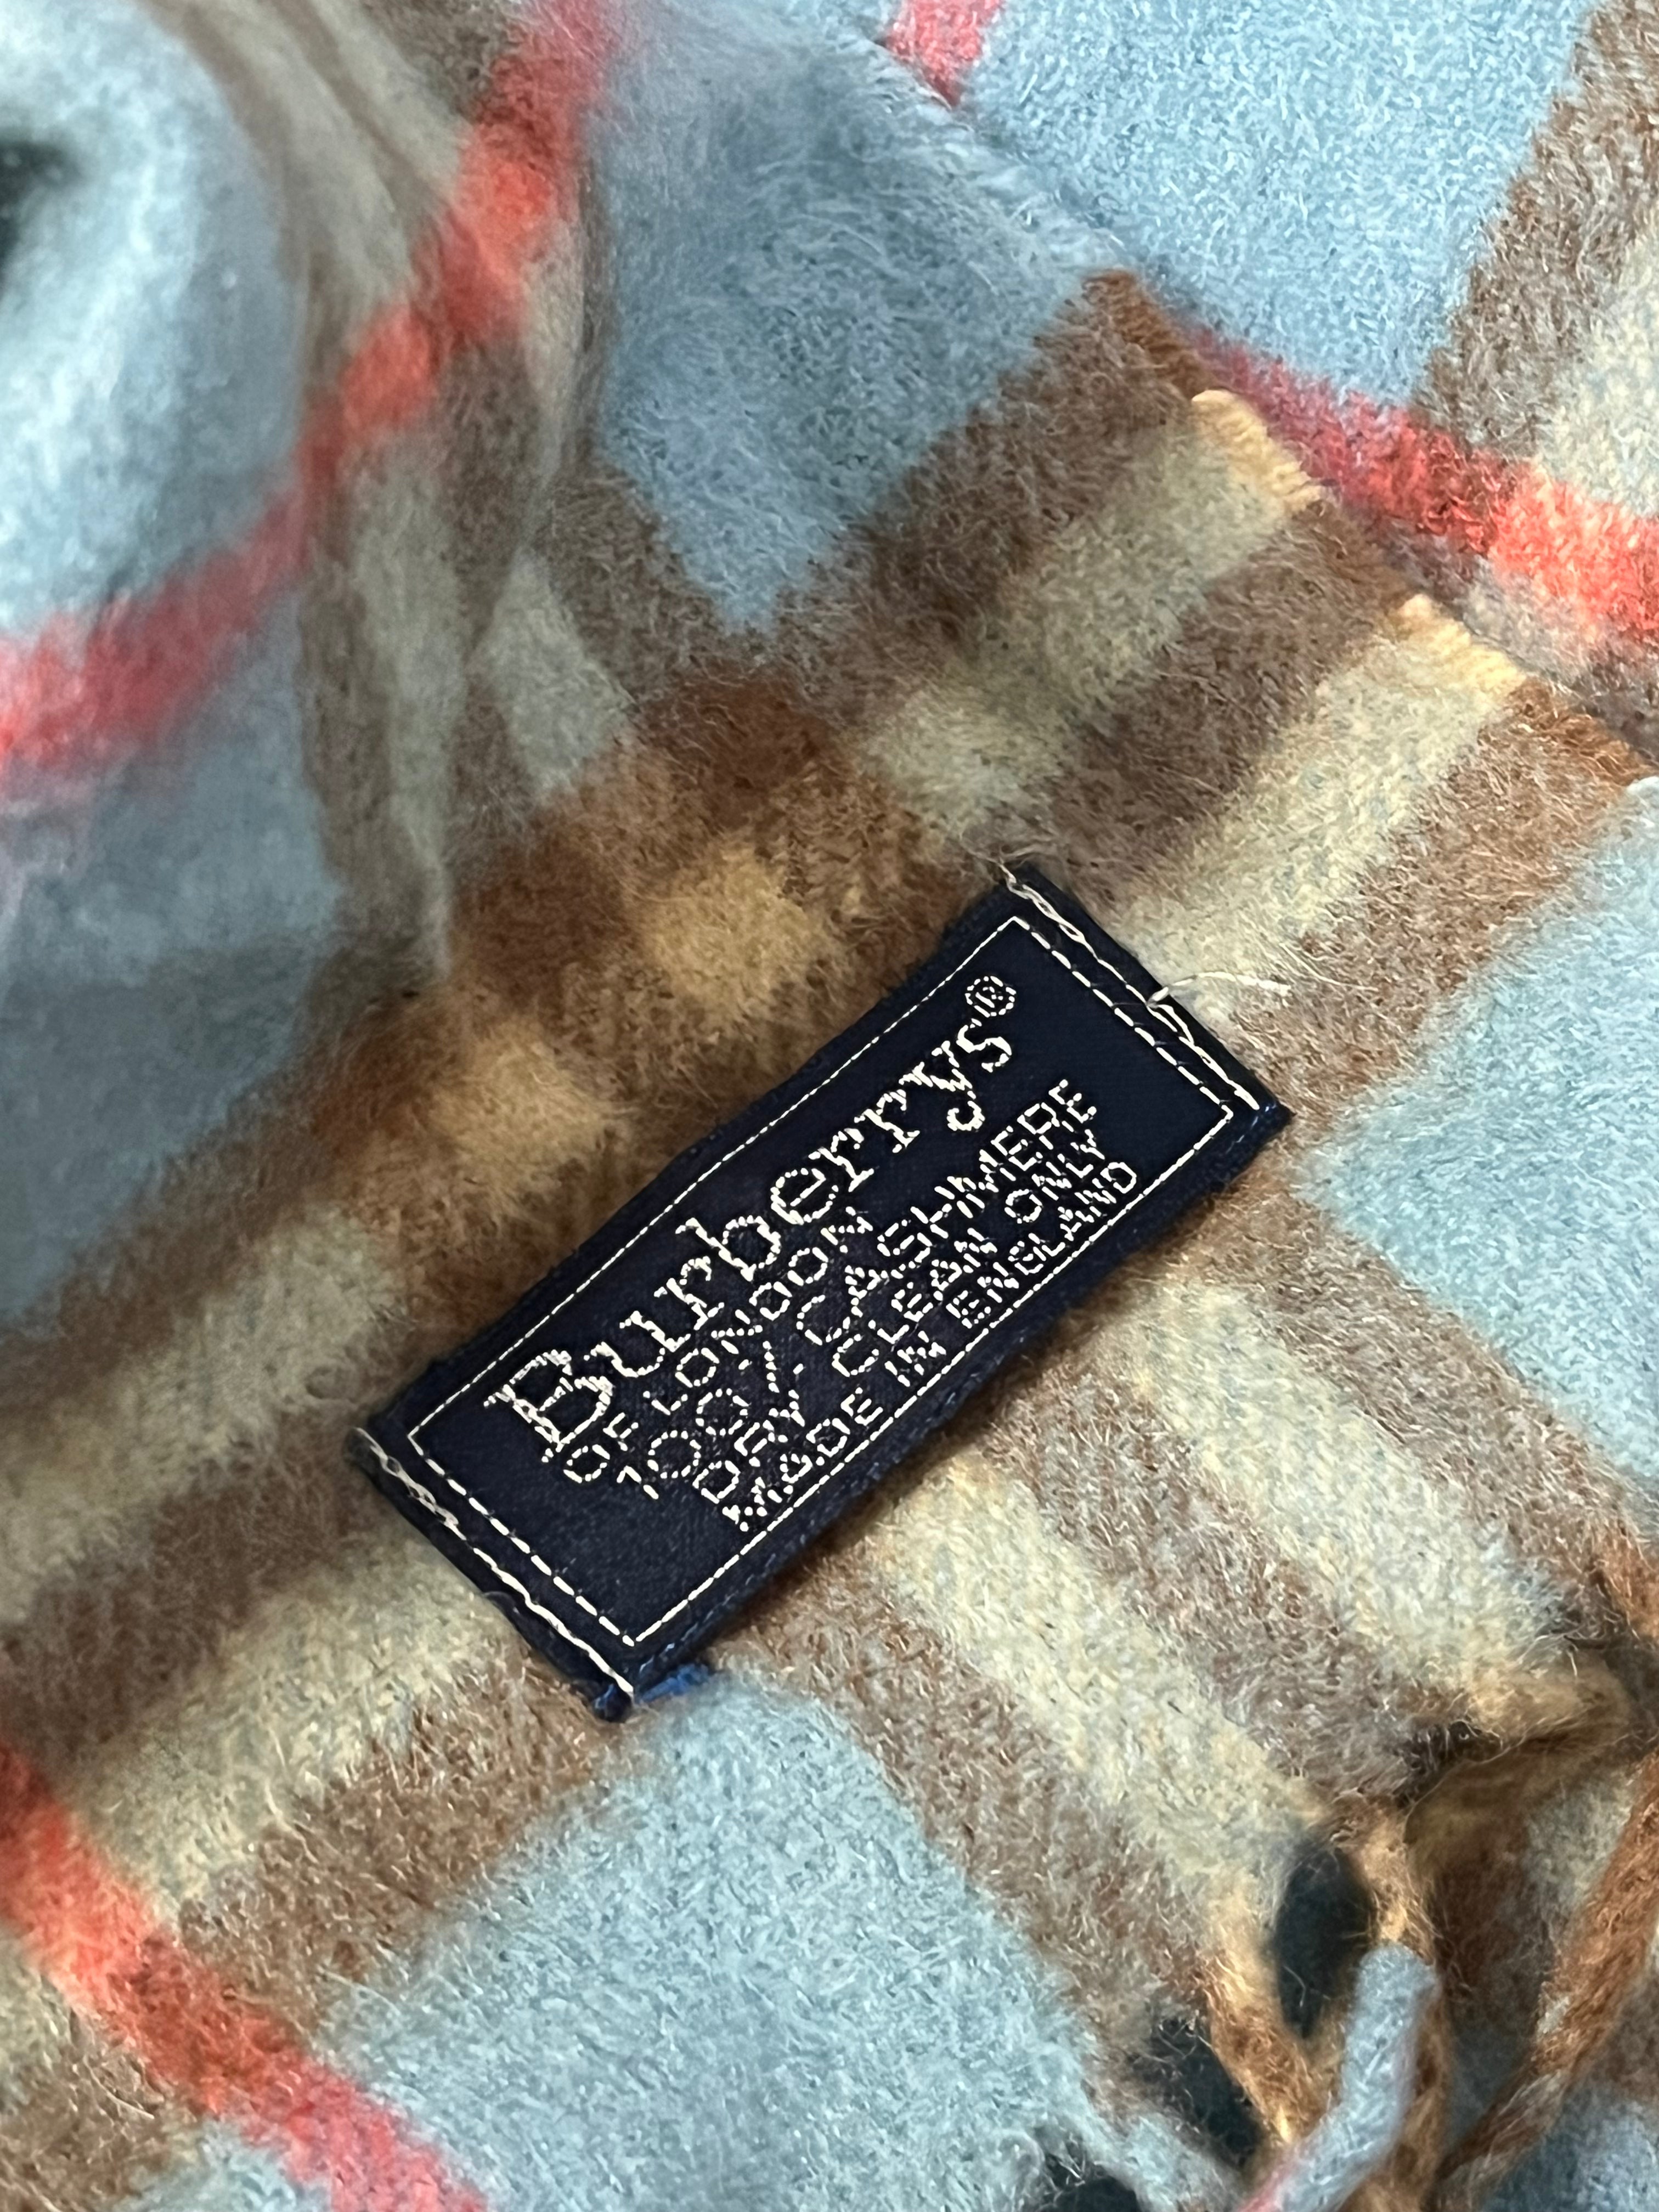 Burberrys®
OF LONDON
100% CASHMERE
DRY CLEAN ONLY
MADE IN ENGLAND